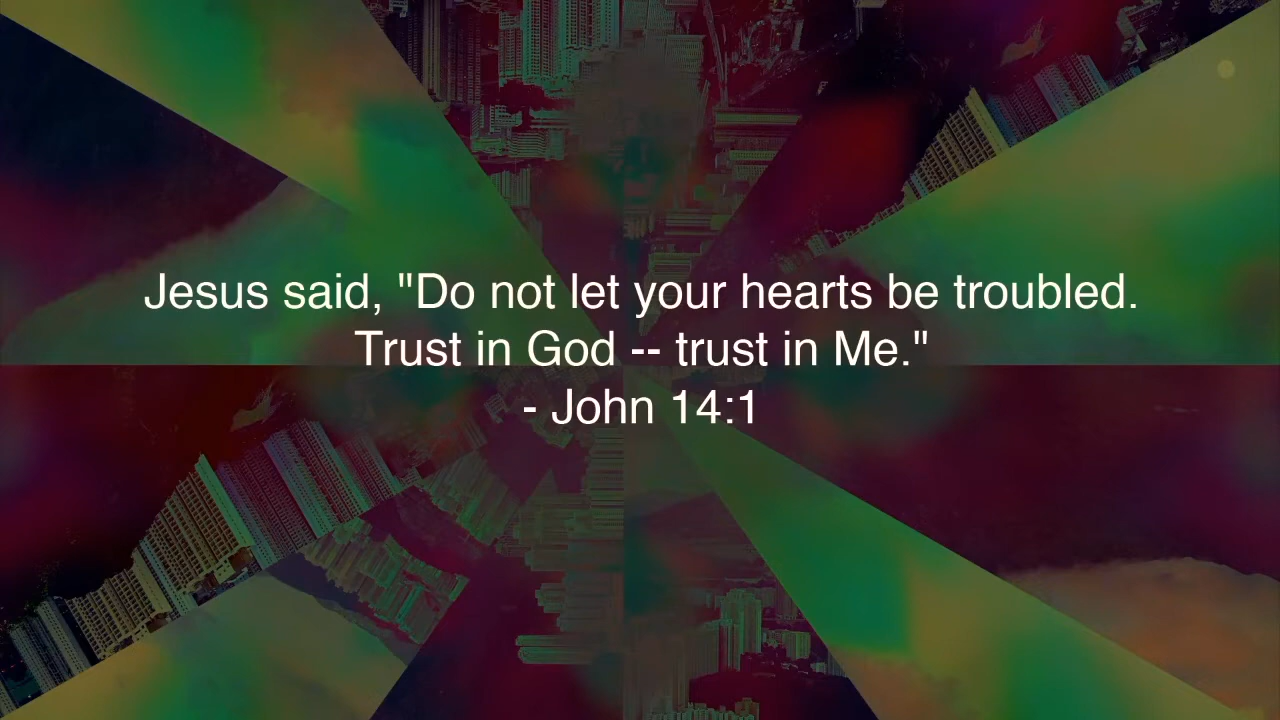 Jesus said, "Do not let your hearts be troubled.
Trust in God -- trust in Me."
- John 14:1